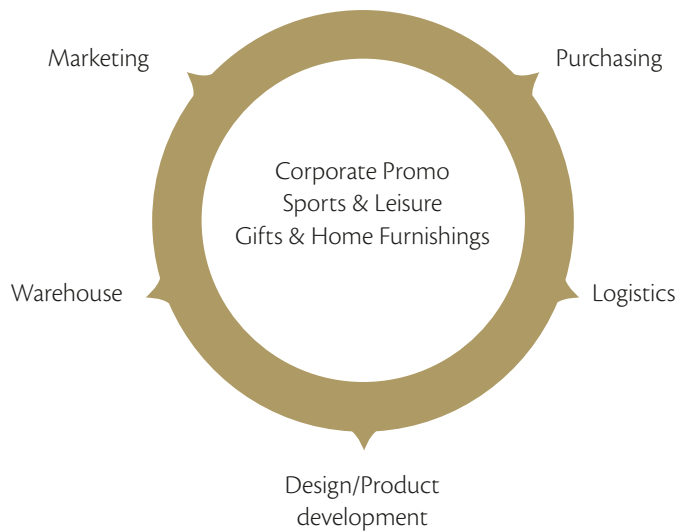 Marketing
Purchasing
Corporate Promo
Sports & Leisure
Gifts & Home Furnishings
Warehouse
Logistics
Design/Product
development